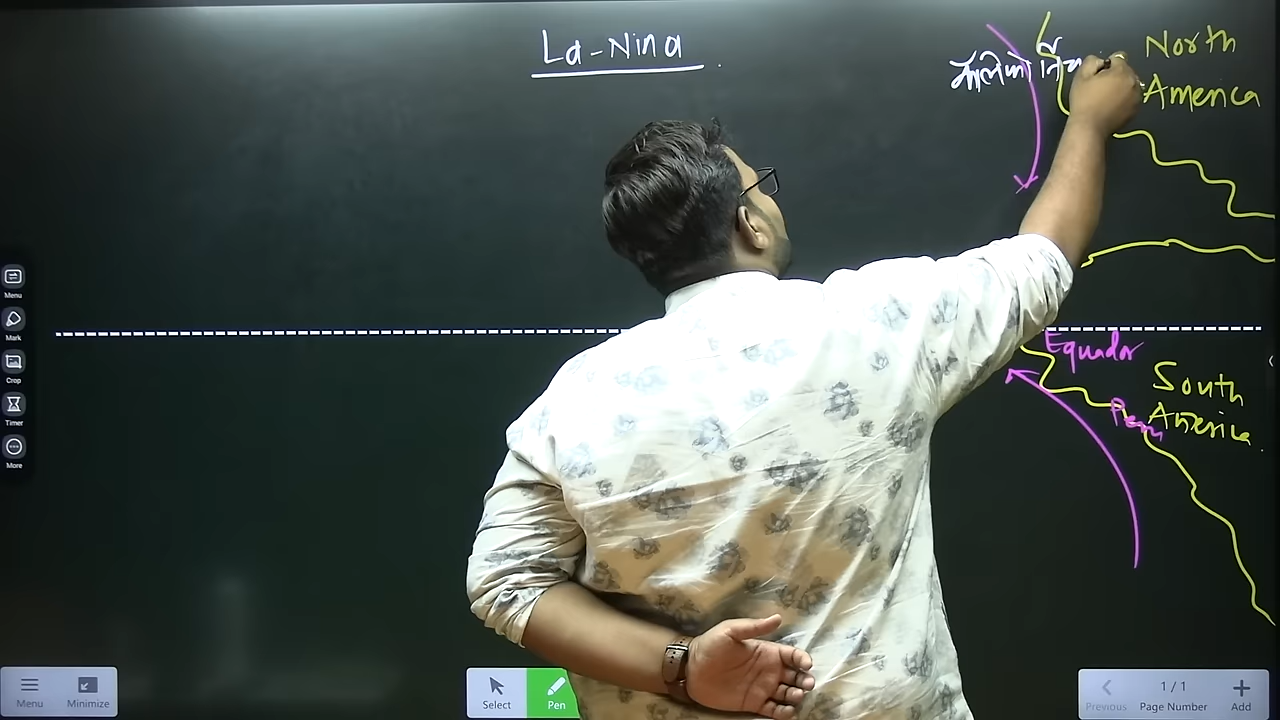 La-Nina
North
America
कैलिफोर्निय
Equador
South
America
Peru
Menu
Mark
Crop
Timer
More
Menu
Minimize
Select
Pen
Previous
1 / 1
Page Number
Add